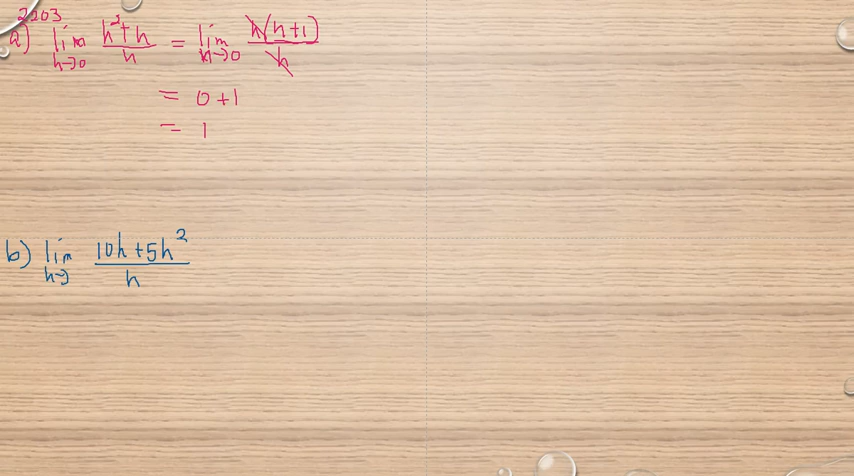 2203
a) lim h→0 h²+h / h = lim h→0 h(h+1) / h
= 0+1
= 1
b) lim h→ 10h+5h² / h